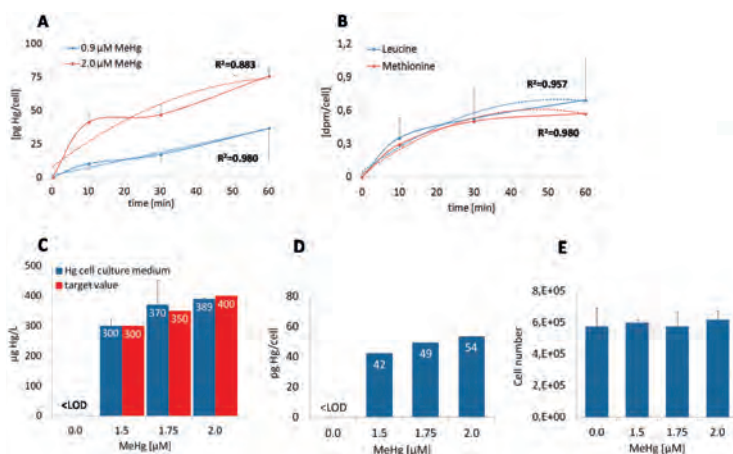 A
100
75
50
25
0
[pg Hg/cell]
0.9 µM MeHg
2.0 µM MeHg
R²=0.883
R²=0.980
0 10 20 30 40 50 60
time [min]
B
1,2
0,9
0,6
0,3
0
[dpm/cell]
Leucine
Methionine
R²=0.957
R²=0.980
0 10 20 30 40 50 60
time [min]
C
500
400
300
200
100
0
µg Hg/L
Hg cell culture medium
target value
<LOD
300 300 370 350 389 400
0.0 1.5 1.75 2.0
MeHg [µM]
D
80
60
40
20
0
pg Hg/cell
<LOD
42 49 54
0.0 1.5 1.75 2.0
MeHg [µM]
E
8,E+05
6,E+05
4,E+05
2,E+05
0,E+00
Cell number
0.0 1.5 1.75 2.0
MeHg [µM]